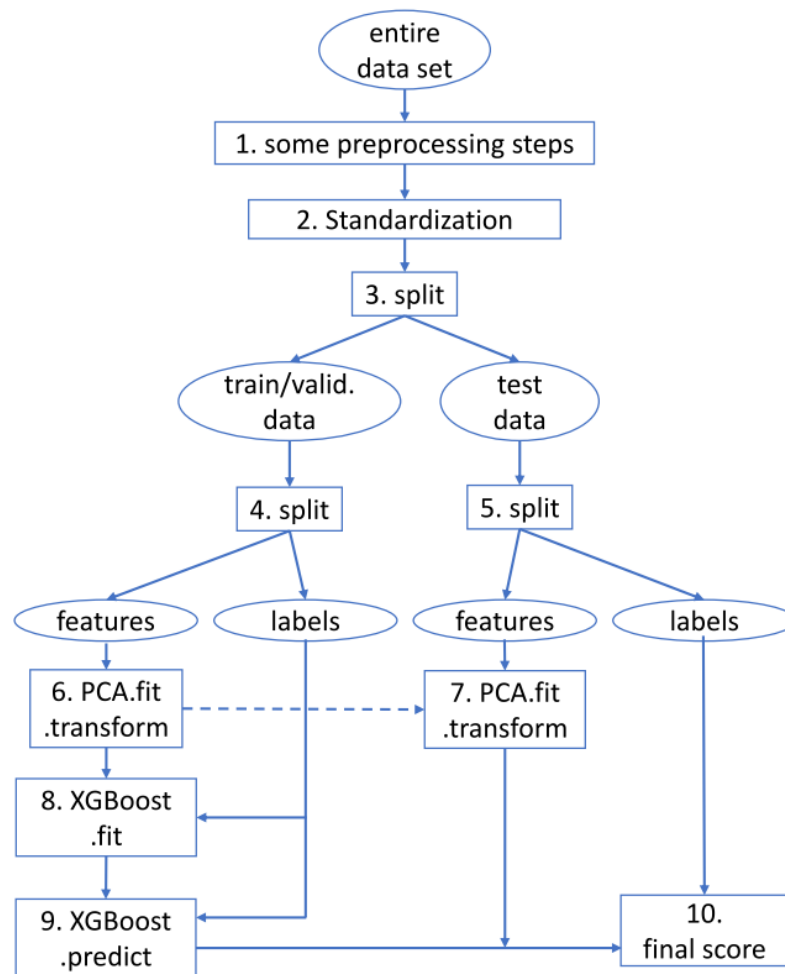 entire
data set
1. some preprocessing steps
2. Standardization
3. split
train/valid.
data
test
data
4. split
5. split
features
labels
features
labels
6. PCA.fit
.transform
7. PCA.fit
.transform
8. XGBoost
.fit
9. XGBoost
.predict
10.
final score